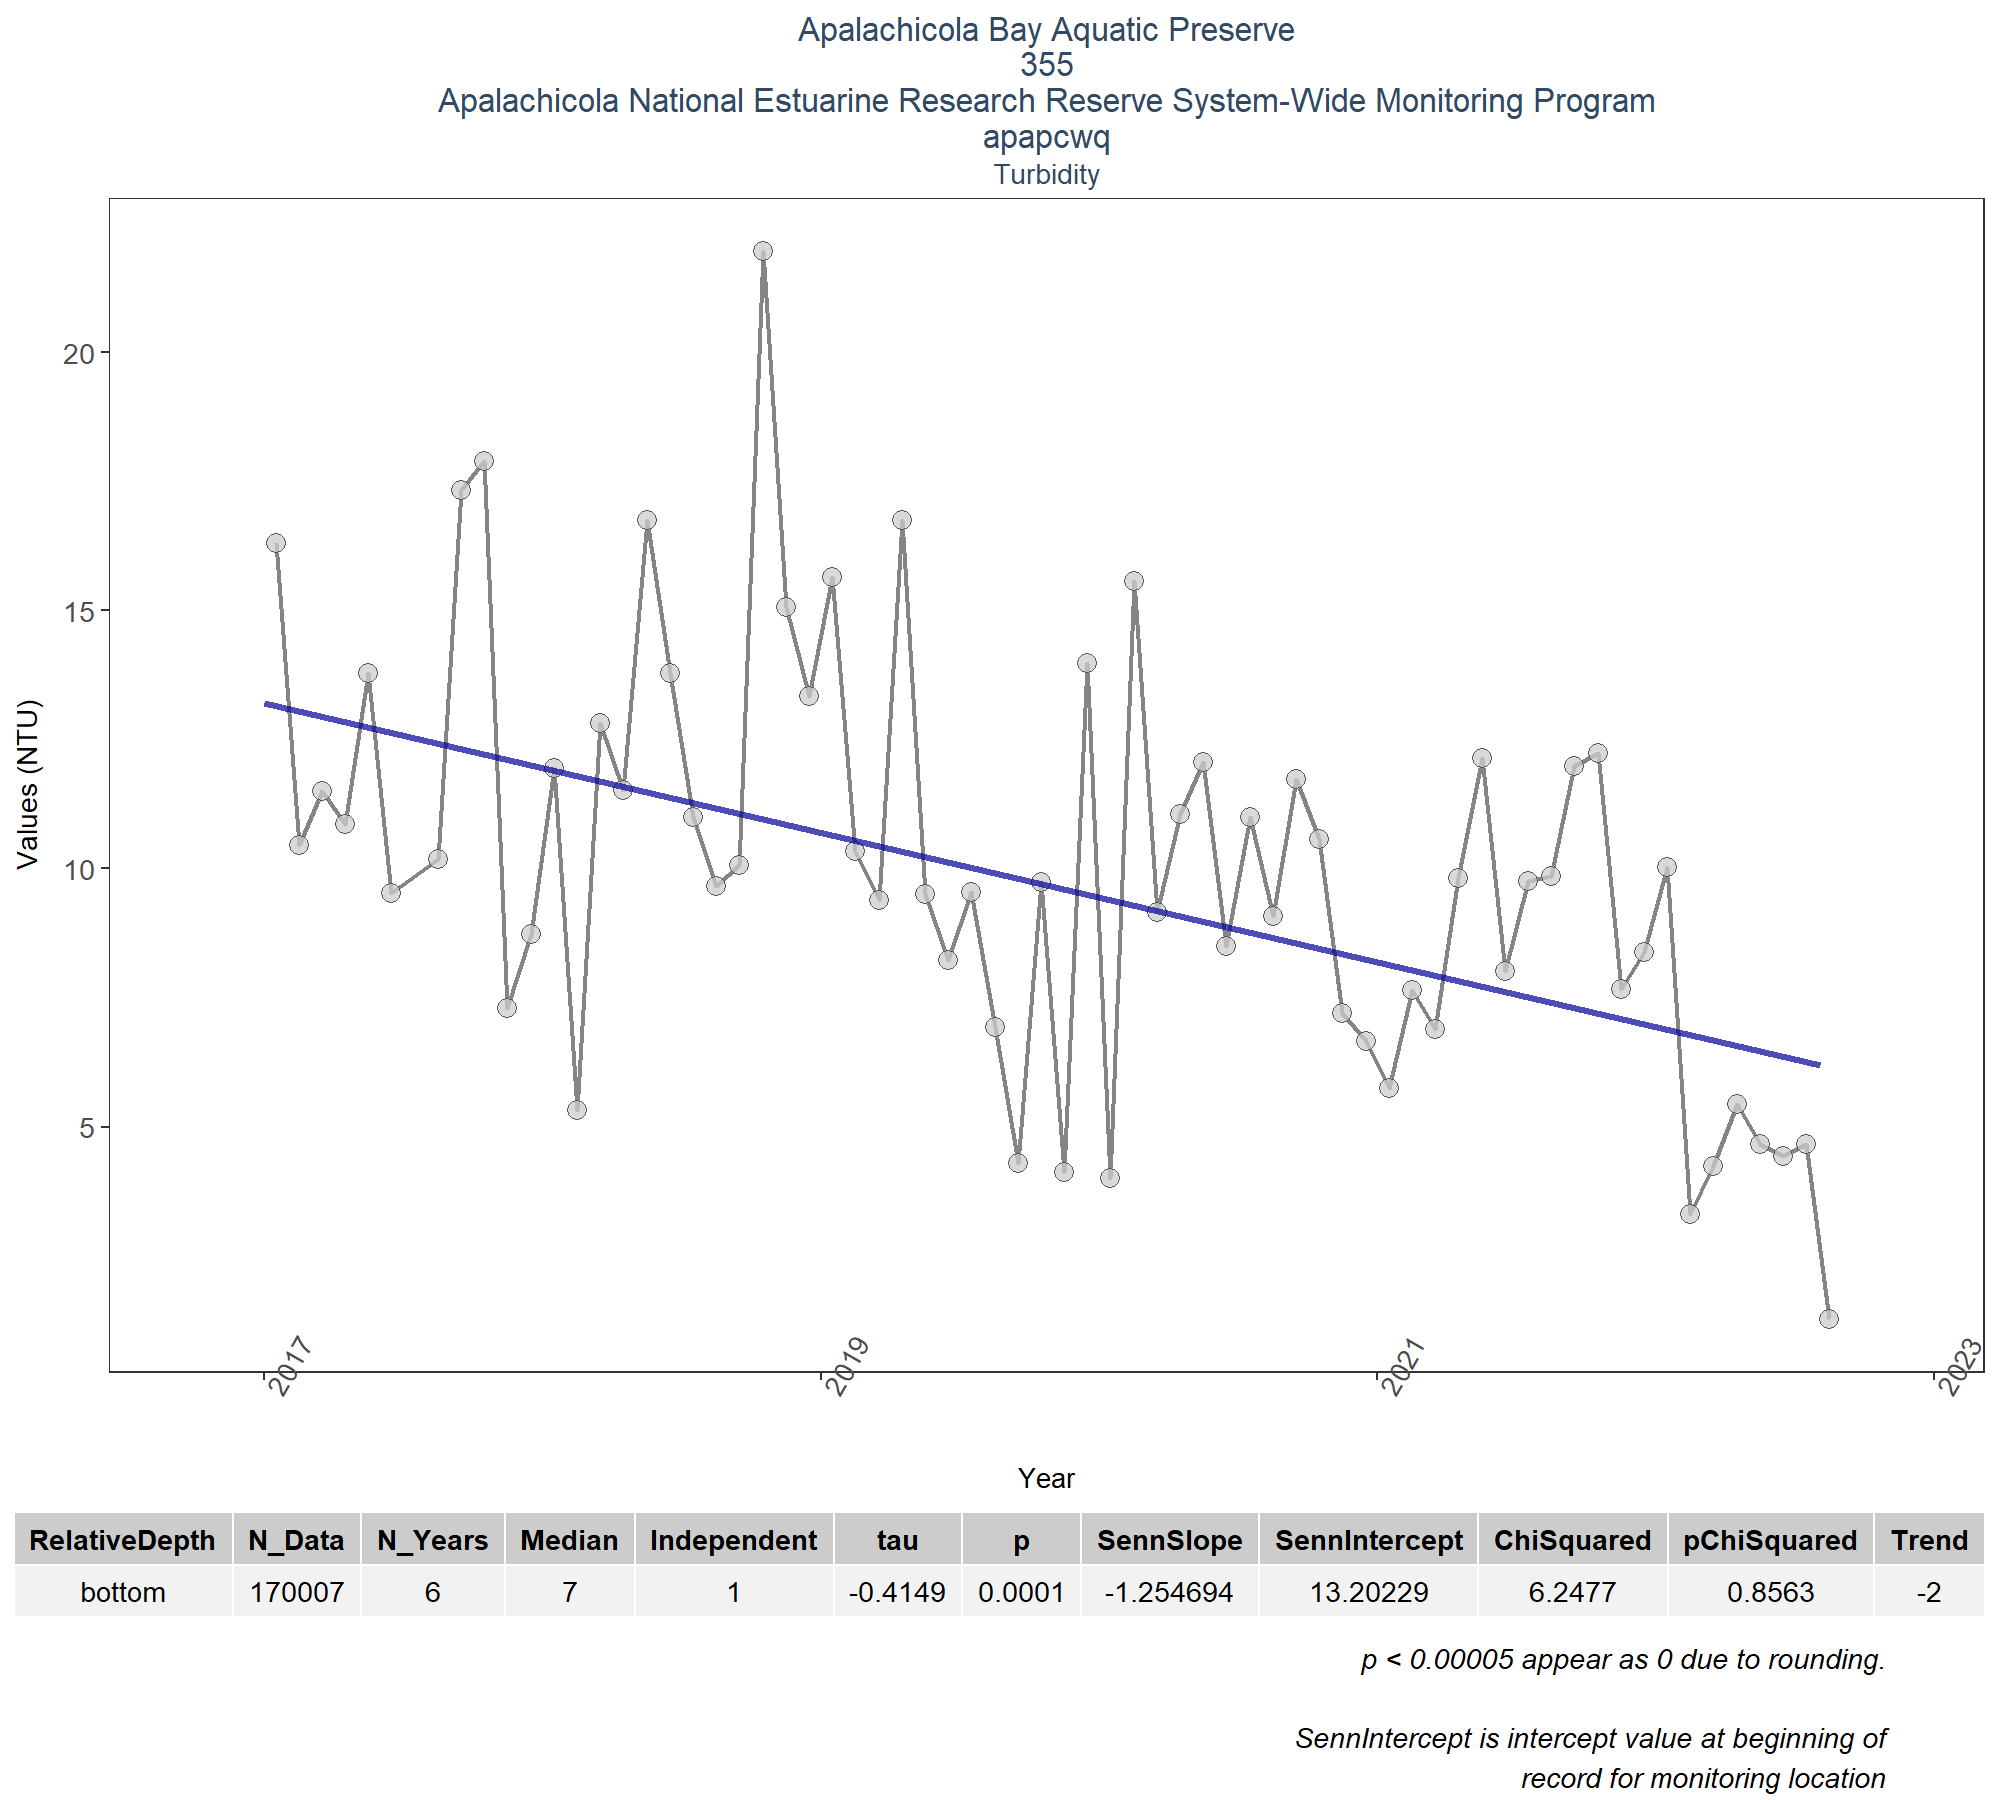 Apalachicola Bay Aquatic Preserve
355
Apalachicola National Estuarine Research Reserve System-Wide Monitoring Program
apapcwq
Turbidity
Values (NTU)
20
15
10
5
2017
2019
2021
2023
Year
RelativeDepth N_Data N_Years Median Independent tau p SennSlope SennIntercept ChiSquared pChiSquared Trend
bottom 170007 6 7 1 -0.4149 0.0001 -1.254694 13.20229 6.2477 0.8563 -2
p < 0.00005 appear as 0 due to rounding.
SennIntercept is intercept value at beginning of
record for monitoring location